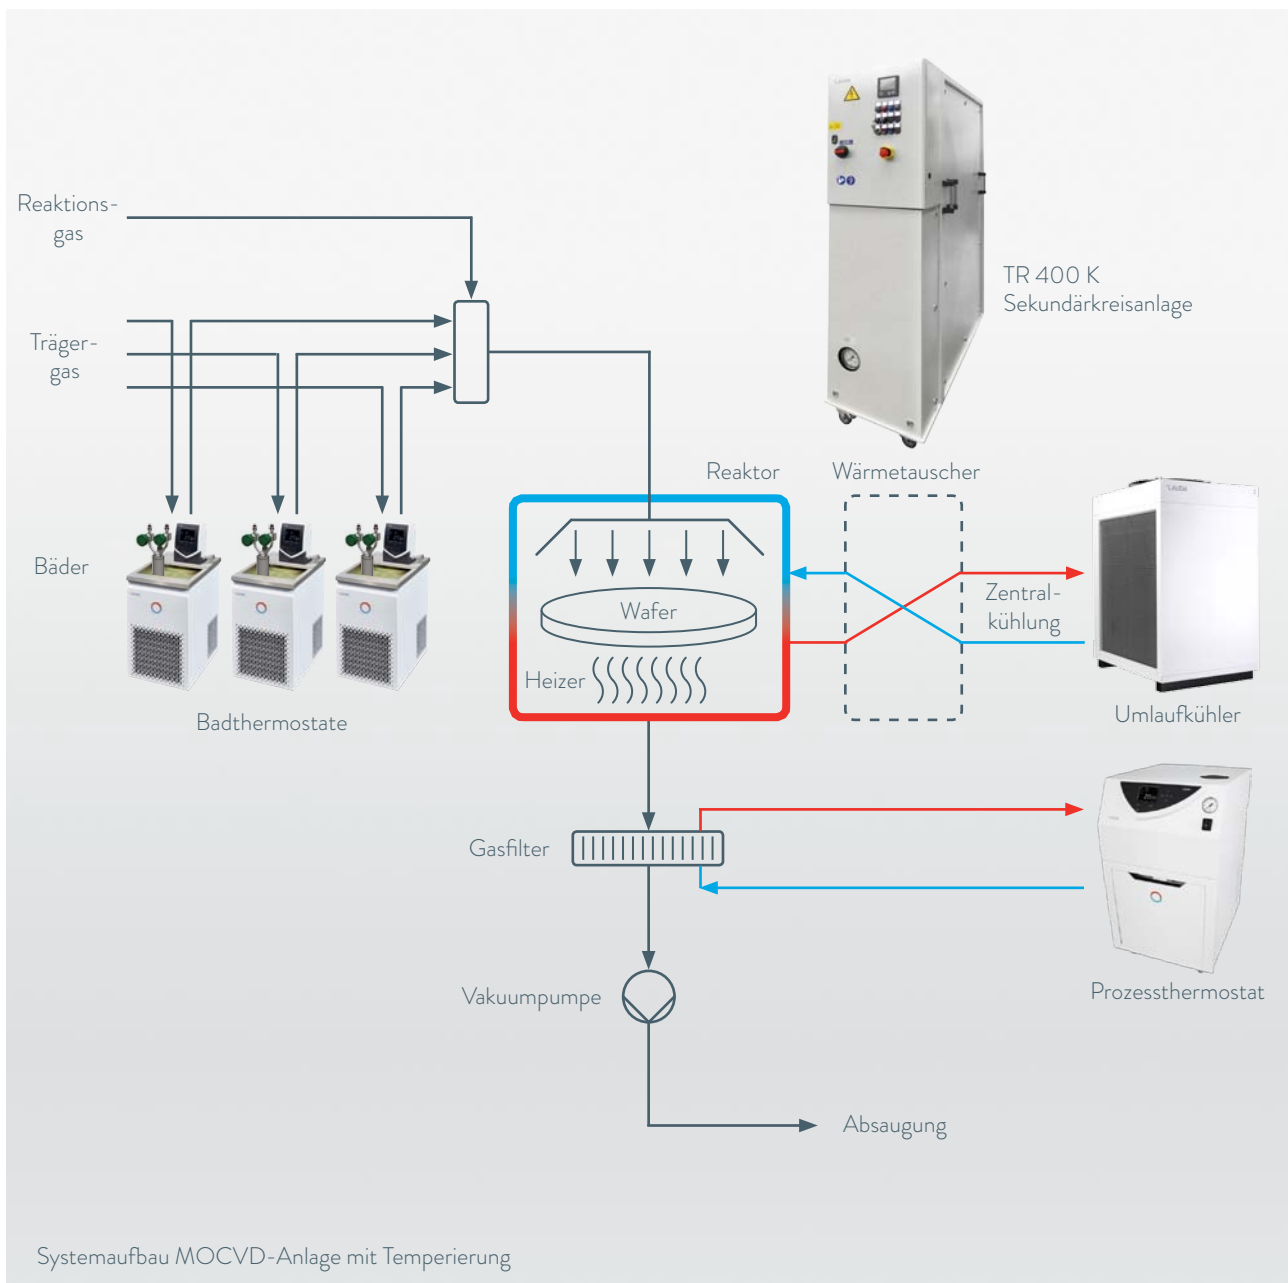 Reaktions-
gas
TR 400 K
Sekundärkreisanlage
Träger-
gas
Reaktor
Wärmetauscher
LAUDA
Bäder
Wafer
Zentral-
kühlung
Heizer
Badthermostate
Umlaufkühler
Gasfilter
Vakuumpumpe
Prozessthermostat
Absaugung
Systemaufbau MOCVD-Anlage mit Temperierung